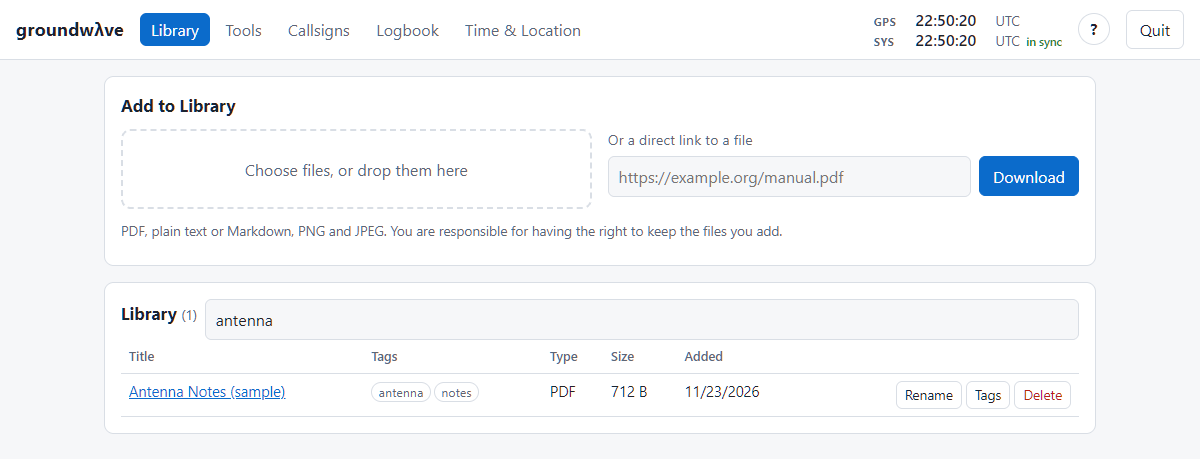 groundwλve Library Tools Callsigns Logbook Time & Location GPS 22:50:20 UTC ? Quit
SYS 22:50:20 UTC in sync
Add to Library
Choose files, or drop them here
Or a direct link to a file
https://example.org/manual.pdf Download
PDF, plain text or Markdown, PNG and JPEG. You are responsible for having the right to keep the files you add.
Library (1) antenna
Title Tags Type Size Added
Antenna Notes (sample) antenna notes PDF 712 B 11/23/2026 Rename Tags Delete